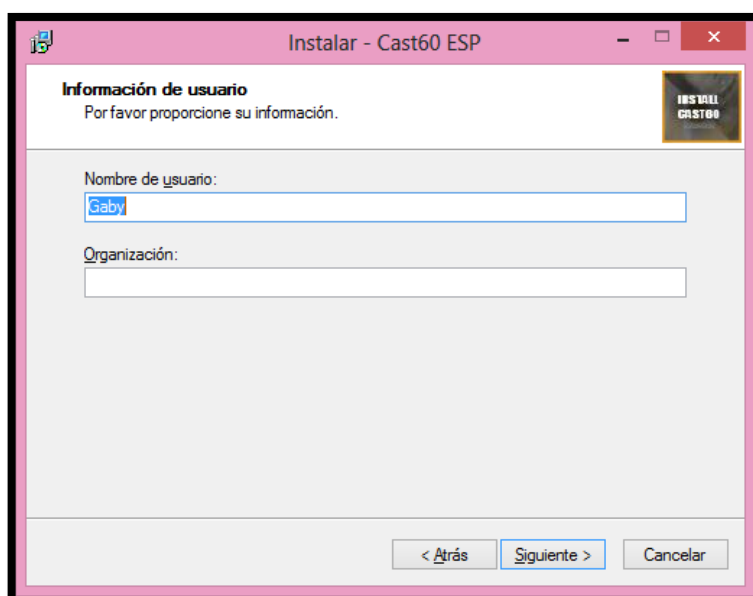 Instalar - Cast60 ESP
Información de usuario
Por favor proporcione su información.
INSTALL
CAST60
Nombre de usuario:
Gaby
Organización:
< Atrás
Siguiente >
Cancelar